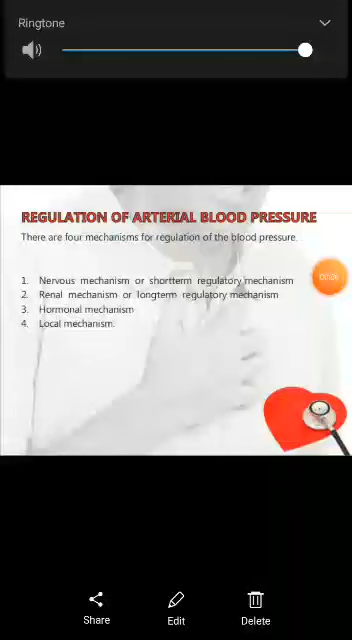 Ringtone
REGULATION OF ARTERIAL BLOOD PRESSURE
There are four mechanisms for regulation of the blood pressure.
1. Nervous mechanism or shortterm regulatory mechanism
2. Renal mechanism or longterm regulatory mechanism
3. Hormonal mechanism
4. Local mechanism.
Share Edit Delete